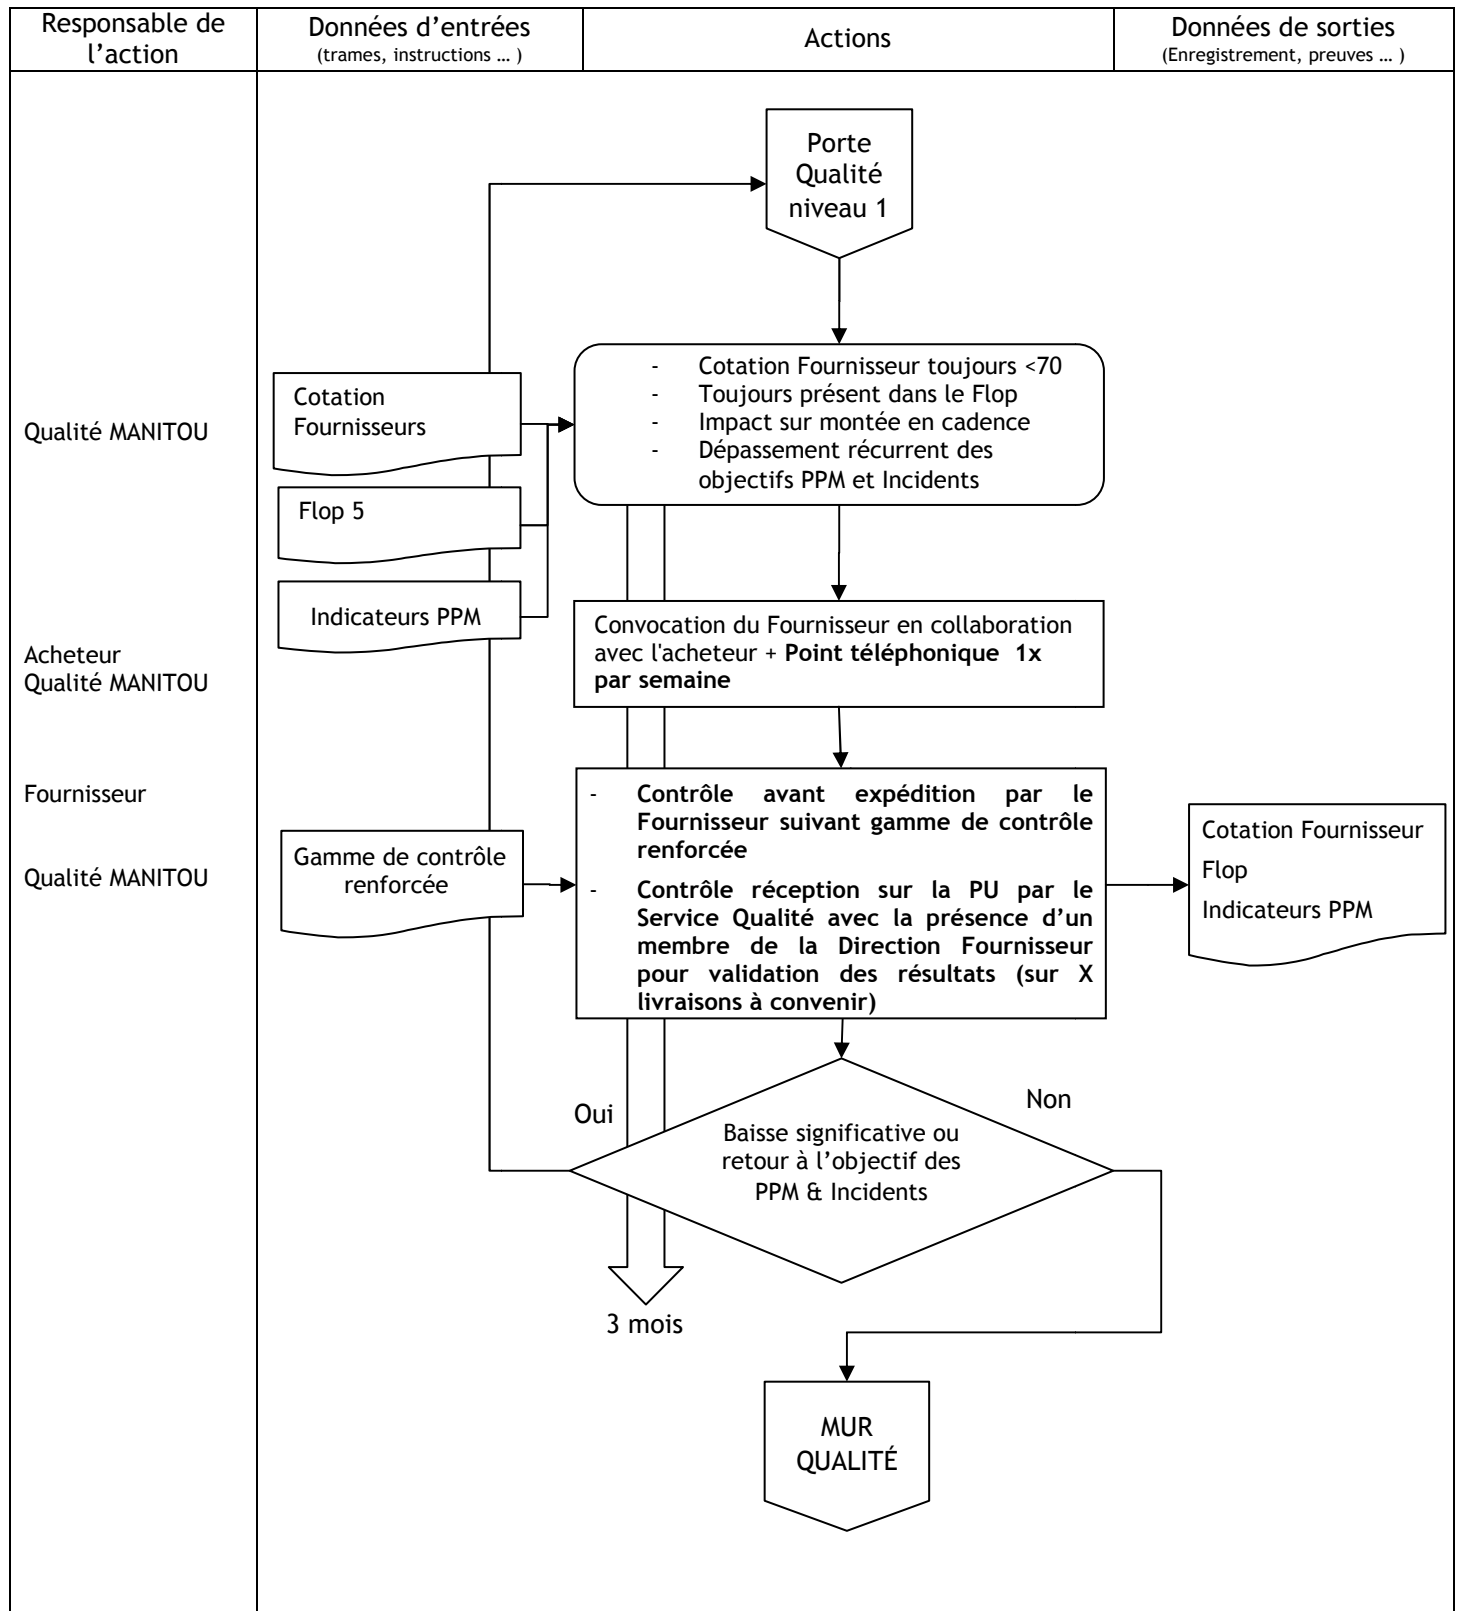 Responsable de
l’action
Données d’entrées
(trames, instructions … )
Actions
Données de sorties
(Enregistrement, preuves … )
Porte
Qualité
niveau 1
Qualité MANITOU
Cotation
Fournisseurs
Flop 5
Indicateurs PPM
- Cotation Fournisseur toujours <70
- Toujours présent dans le Flop
- Impact sur montée en cadence
- Dépassement récurrent des
objectifs PPM et Incidents
Acheteur
Qualité MANITOU
Convocation du Fournisseur en collaboration
avec l'acheteur + Point téléphonique 1x
par semaine
Fournisseur
Qualité MANITOU
Gamme de contrôle
renforcée
- Contrôle avant expédition par le
Fournisseur suivant gamme de contrôle
renforcée
- Contrôle réception sur la PU par le
Service Qualité avec la présence d’un
membre de la Direction Fournisseur
pour validation des résultats (sur X
livraisons à convenir)
Cotation Fournisseur
Flop
Indicateurs PPM
Oui
Non
Baisse significative ou
retour à l’objectif des
PPM & Incidents
3 mois
MUR
QUALITÉ